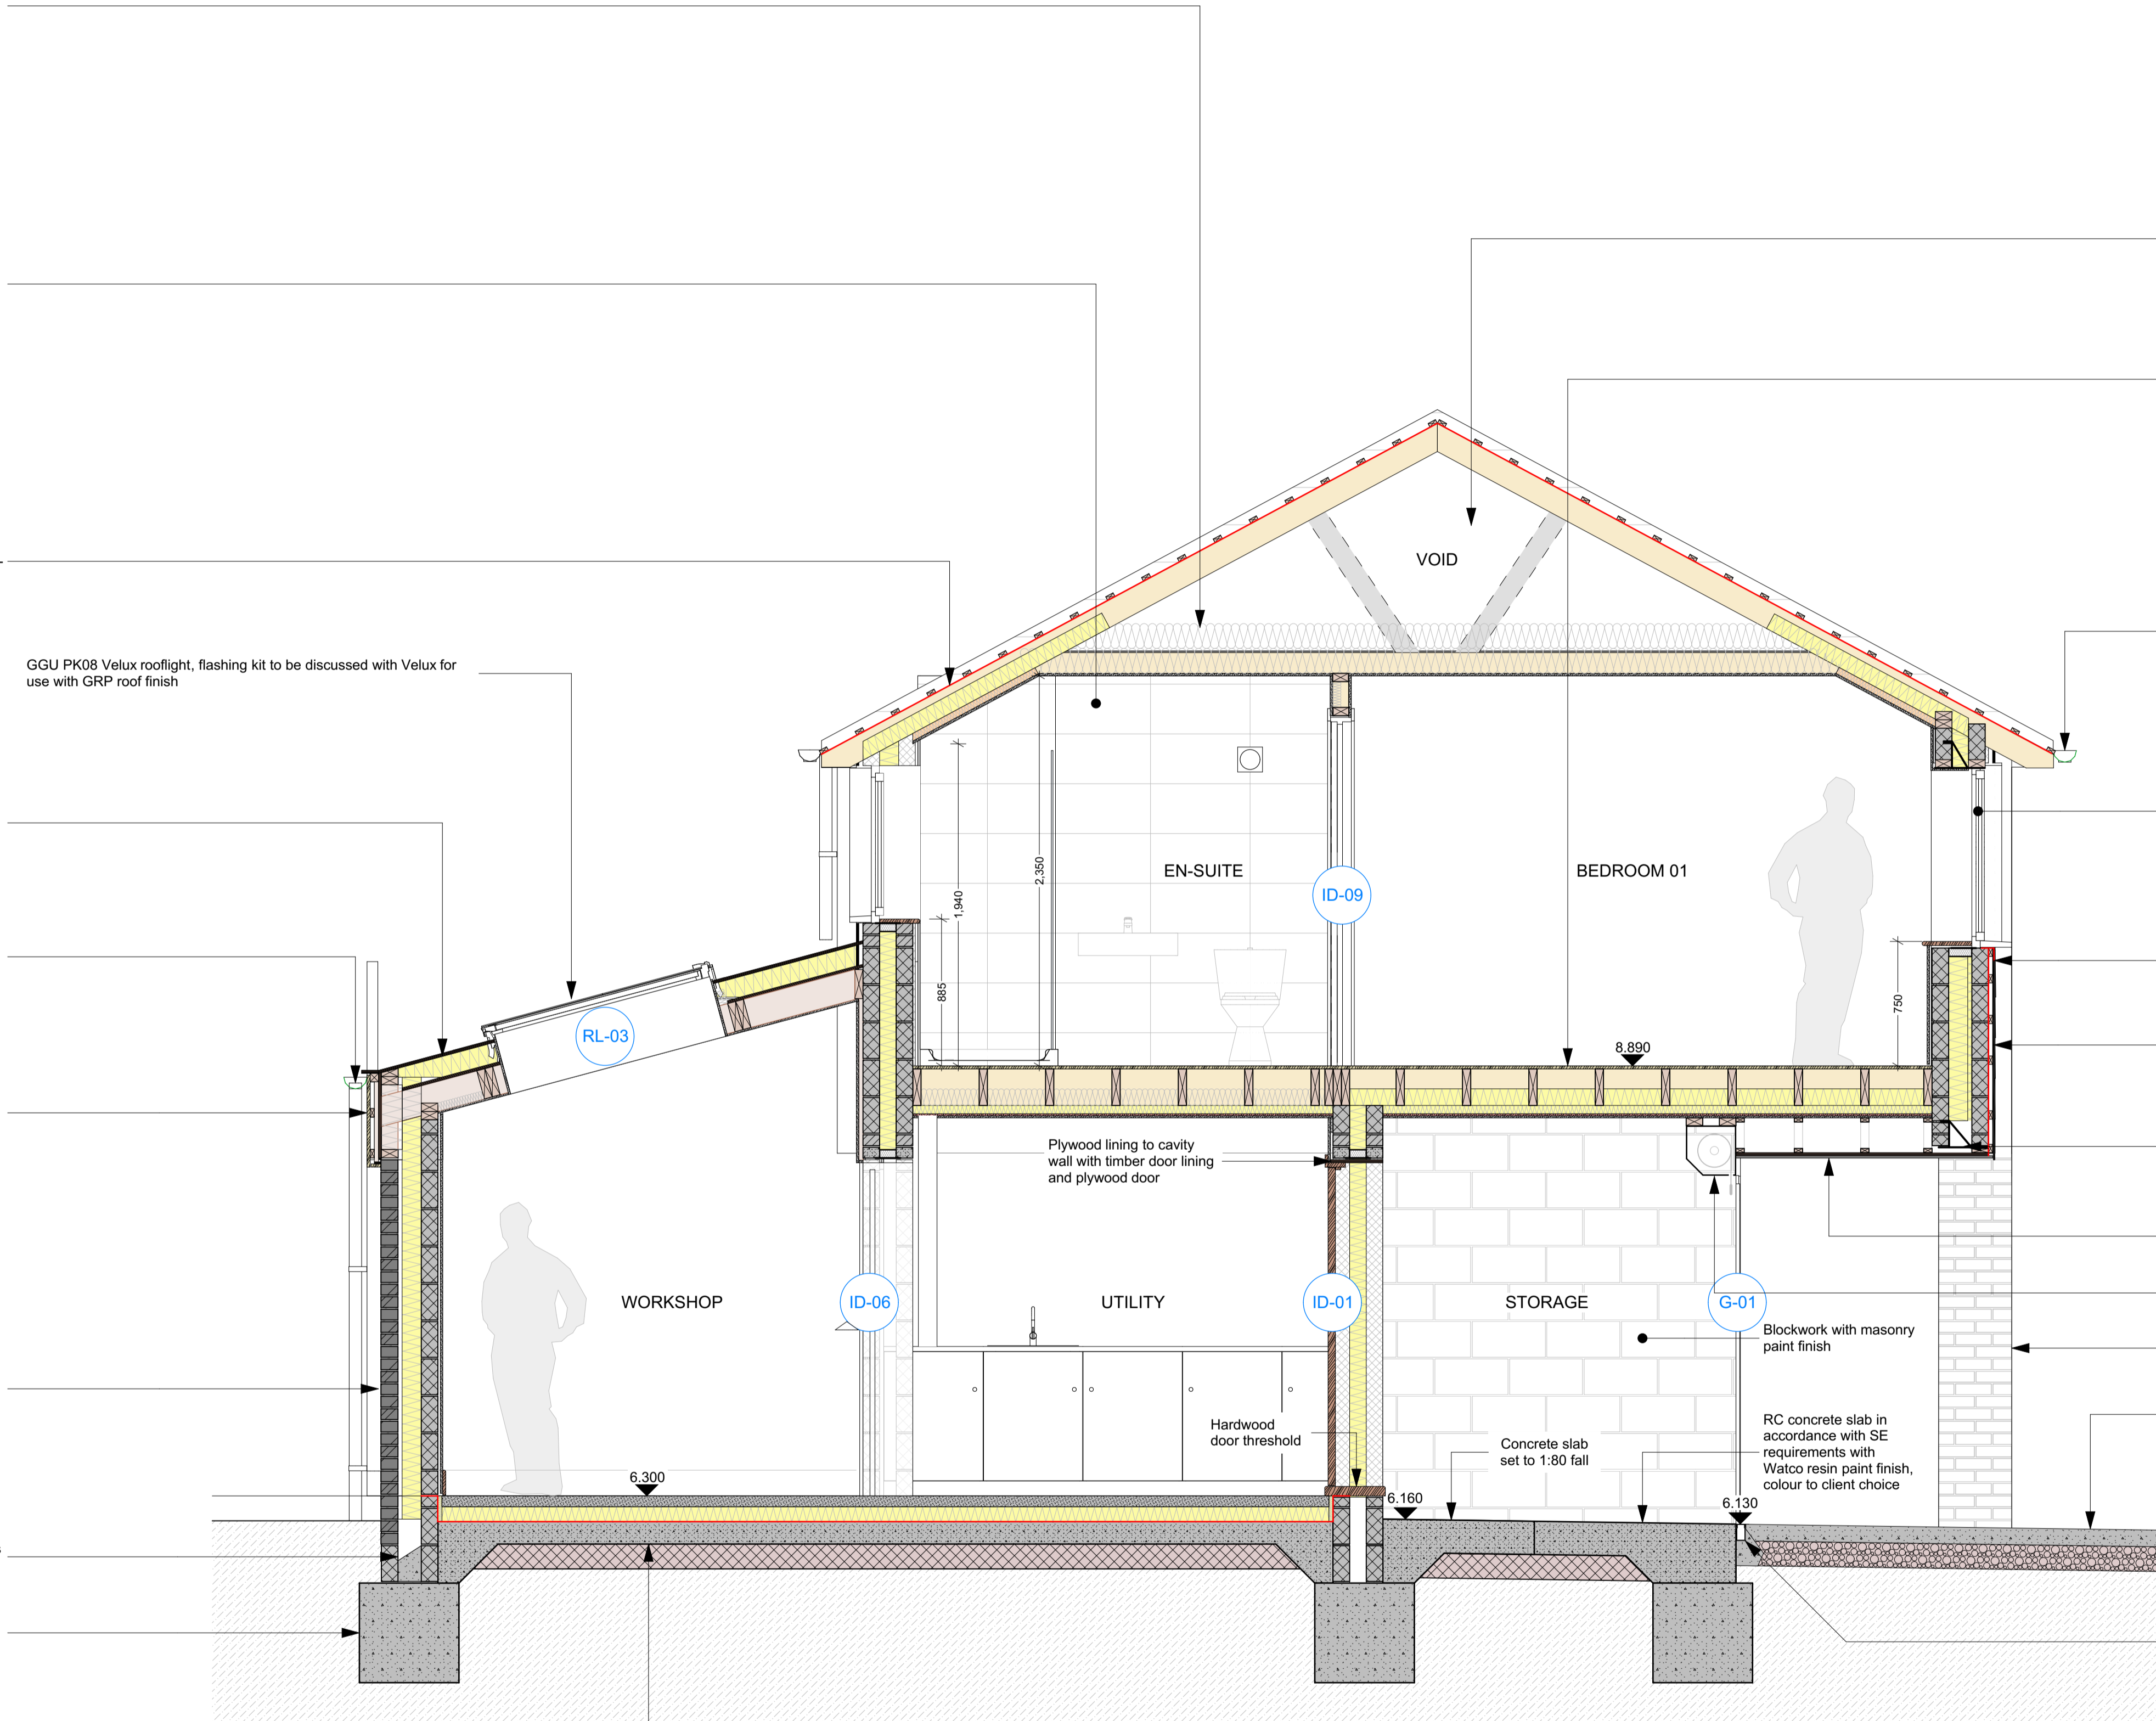 VOID
GGU PK08 Velux rooflight, flashing kit to be discussed with Velux for
use with GRP roof finish
2,350
1,940
885
EN-SUITE
ID-09
BEDROOM 01
750
RL-03
8.890
Plywood lining to cavity
wall with timber door lining
and plywood door
WORKSHOP
ID-06
UTILITY
ID-01
STORAGE
G-01
Blockwork with masonry
paint finish
Hardwood
door threshold
Concrete slab
set to 1:80 fall
RC concrete slab in
accordance with SE
requirements with
Watco resin paint finish,
colour to client choice
6.300
6.160
6.130